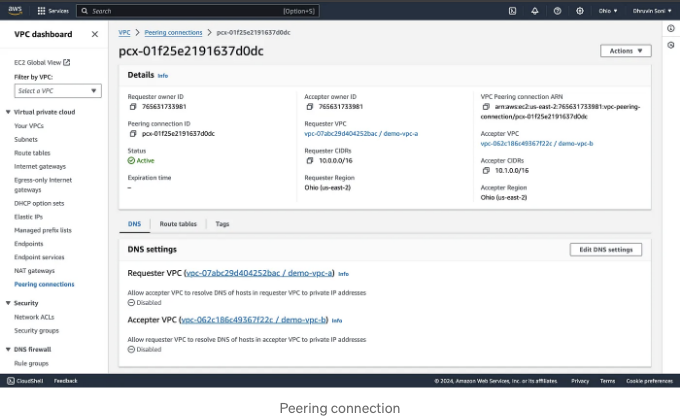 aws
Services
Search
[Option+S]
Ohio
Dhruvin Soni
VPC dashboard
EC2 Global View
Filter by VPC:
Select a VPC
Virtual private cloud
Your VPCs
Subnets
Route tables
Internet gateways
Egress-only internet
gateways
DHCP option sets
Elastic IPs
Managed prefix lists
Endpoints
Endpoint services
NAT gateways
Peering connections
Security
Network ACLs
Security groups
DNS firewall
Rule groups
VPC > Peering connections > pcx-01f25e2191637d0dc
pcx-01f25e2191637d0dc
Actions
Details Info
Requester owner ID
765631733981
Peering connection ID
pcx-01f25e2191637d0dc
Status
Active
Expiration time
–
Accepter owner ID
765631733981
Requester VPC
vpc-07abc29d404252bac / demo-vpc-a
Requester CIDRs
10.0.0.0/16
Requester Region
Ohio (us-east-2)
VPC Peering connection ARN
arn:aws:ec2:us-east-2:765631733981:vpc-peering-
connection/pcx-01f25e2191637d0dc
Accepter VPC
vpc-062c186c49367f22c / demo-vpc-b
Accepter CIDRs
10.1.0.0/16
Accepter Region
Ohio (us-east-2)
DNS
Route tables
Tags
DNS settings
Edit DNS settings
Requester VPC (vpc-07abc29d404252bac / demo-vpc-a) Info
Allow accepter VPC to resolve DNS of hosts in requester VPC to private IP addresses
Disabled
Accepter VPC (vpc-062c186c49367f22c / demo-vpc-b) Info
Allow requester VPC to resolve DNS of hosts in accepter VPC to private IP addresses
Disabled
CloudShell
Feedback
© 2024, Amazon Web Services, Inc. or its affiliates.
Privacy
Terms
Cookie preferences
Peering connection